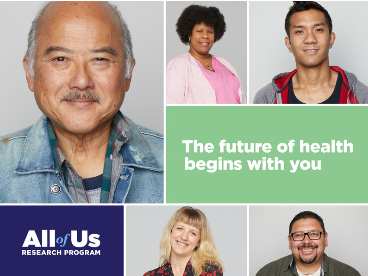 The future of health
begins with you
All of Us
RESEARCH PROGRAM